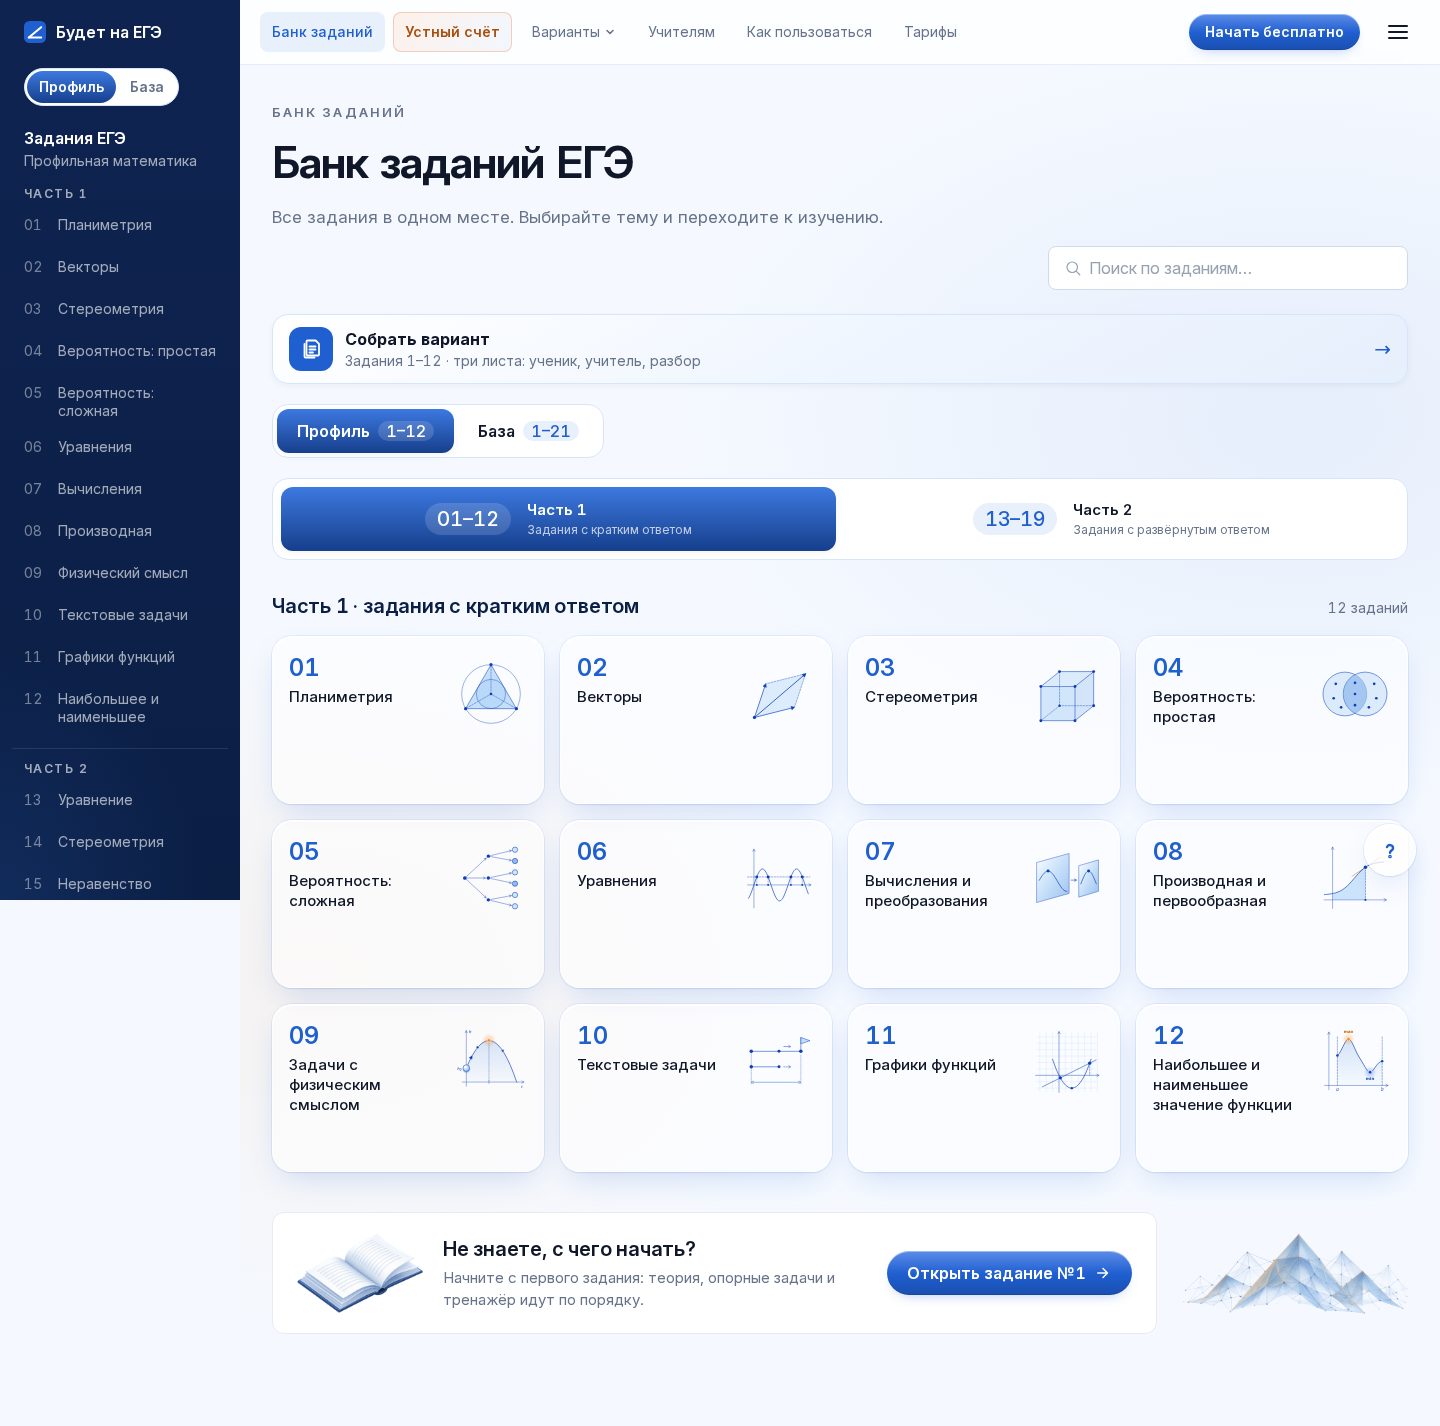 Будет на ЕГЭ
Профиль База
Задания ЕГЭ
Профильная математика
ЧАСТЬ 1
01 Планиметрия
02 Векторы
03 Стереометрия
04 Вероятность: простая
05 Вероятность:
сложная
06 Уравнения
07 Вычисления
08 Производная
09 Физический смысл
10 Текстовые задачи
11 Графики функций
12 Наибольшее и
наименьшее
ЧАСТЬ 2
13 Уравнение
14 Стереометрия
15 Неравенство
Банк заданий Устный счёт Варианты Учителям Как пользоваться Тарифы Начать бесплатно
БАНК ЗАДАНИЙ
Банк заданий ЕГЭ
Все задания в одном месте. Выбирайте тему и переходите к изучению.
Поиск по заданиям...
Собрать вариант
Задания 1–12 · три листа: ученик, учитель, разбор
→
Профиль 1–12 База 1–21
01–12 Часть 1
Задания с кратким ответом
13–19 Часть 2
Задания с развёрнутым ответом
Часть 1 · задания с кратким ответом
12 заданий
01
Планиметрия
02
Векторы
03
Стереометрия
04
Вероятность:
простая
05
Вероятность:
сложная
06
Уравнения
07
Вычисления и
преобразования
08
Производная и
первообразная
?
09
Задачи с
физическим
смыслом
10
Текстовые задачи
11
Графики функций
12
Наибольшее и
наименьшее
значение функции
max
min
Не знаете, с чего начать?
Начните с первого задания: теория, опорные задачи и
тренажёр идут по порядку.
Открыть задание №1 →